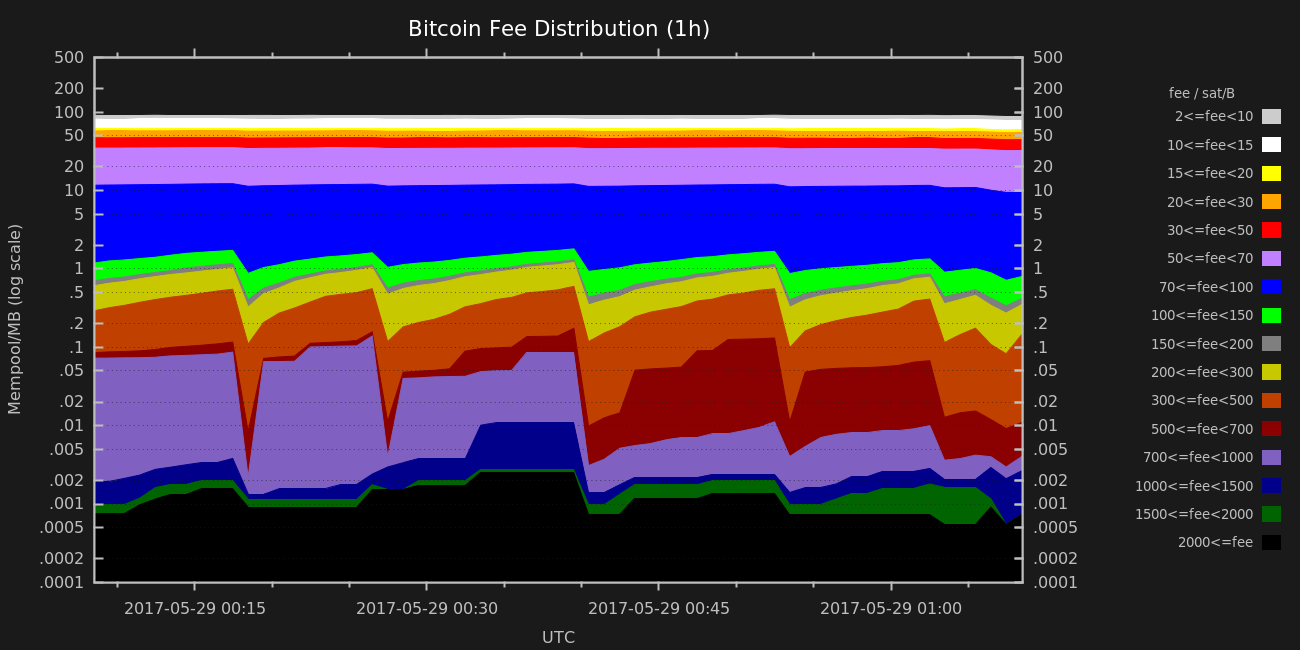 Bitcoin Fee Distribution (1h)
500
200
100
50
20
10
5
2
1
.5
.2
.1
.05
.02
.01
.005
.002
.001
.0005
.0002
.0001
Mempool/MB (log scale)
500
200
100
50
20
10
5
2
1
.5
.2
.1
.05
.02
.01
.005
.002
.001
.0005
.0002
.0001
2017-05-29 00:15
2017-05-29 00:30
2017-05-29 00:45
2017-05-29 01:00
UTC
fee / sat/B
2<=fee<10
10<=fee<15
15<=fee<20
20<=fee<30
30<=fee<50
50<=fee<70
70<=fee<100
100<=fee<150
150<=fee<200
200<=fee<300
300<=fee<500
500<=fee<700
700<=fee<1000
1000<=fee<1500
1500<=fee<2000
2000<=fee